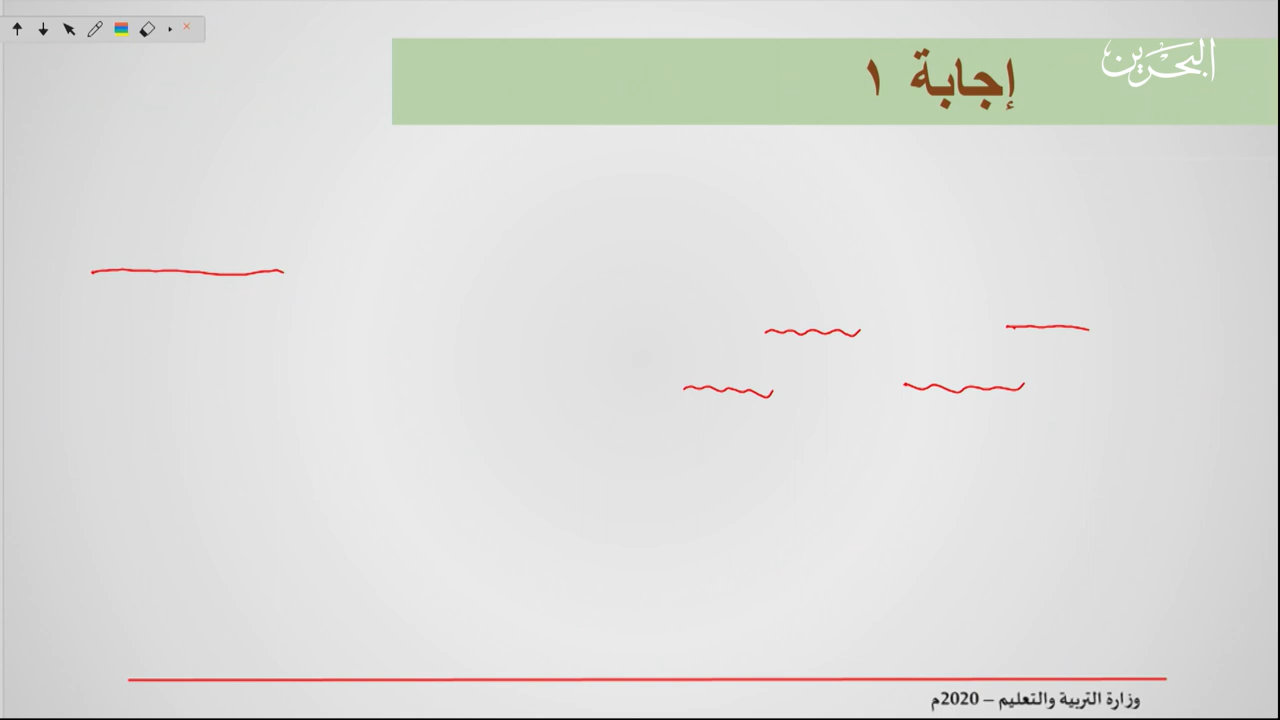 البحرين
إجابة ١
وزارة التربية والتعليم – 2020م